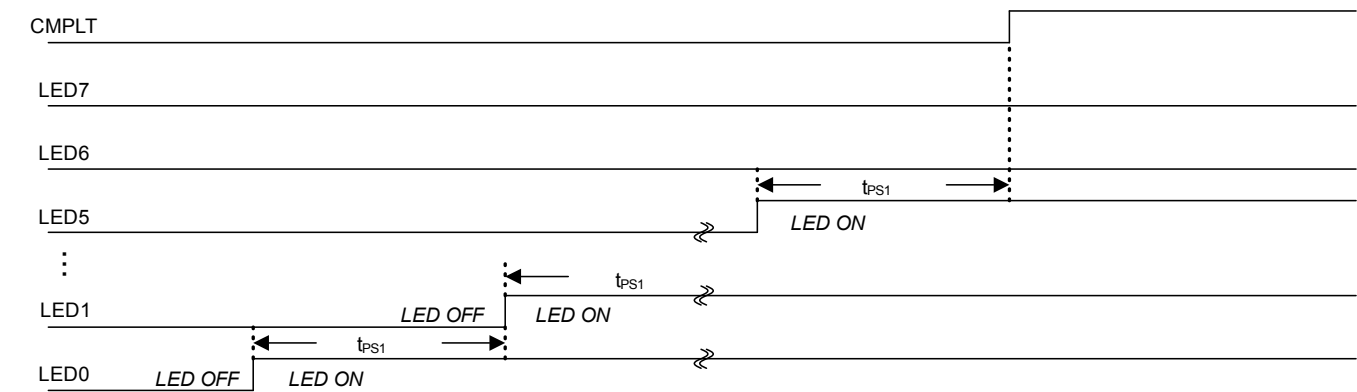 CMPLT
LED7
LED6
tPS1
LED5
LED ON
⋮
tPS1
LED1
LED OFF
LED ON
tPS1
LED0
LED OFF
LED ON